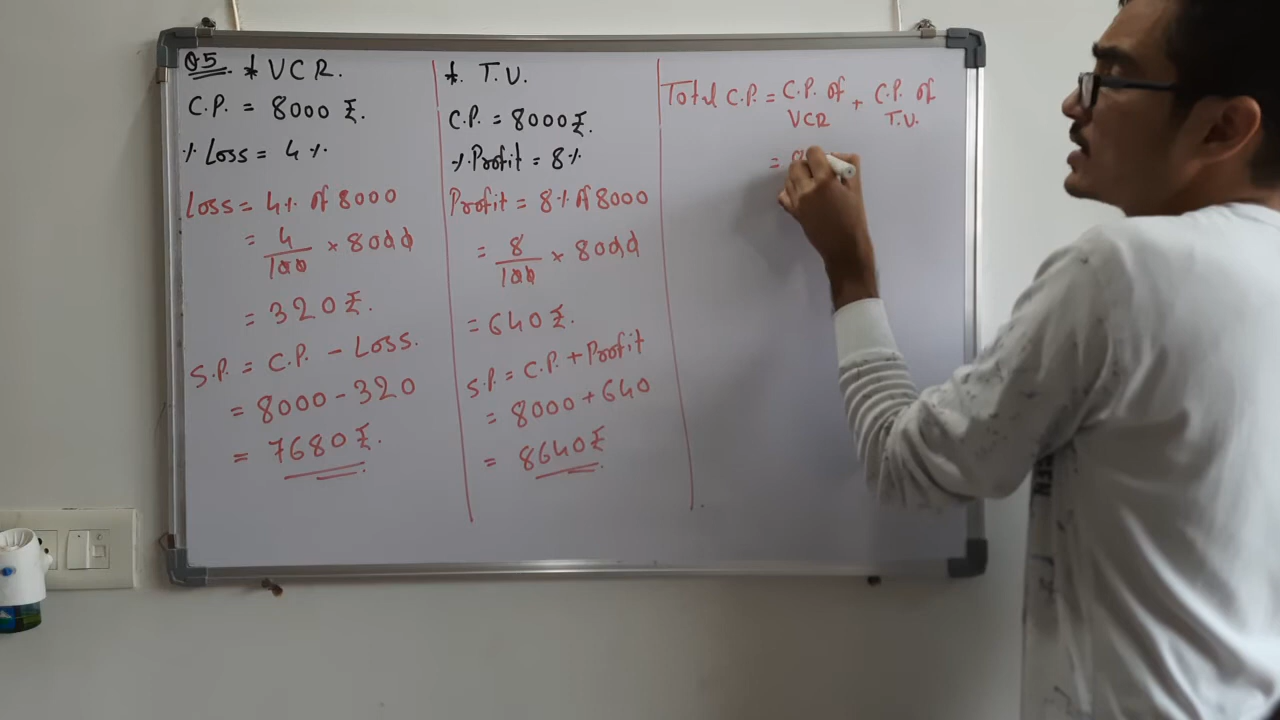 Q5. * VCR.
C.P. = 8000 ₹.
% Loss = 4 %
Loss = 4% of 8000
= 4/100 × 8000
= 320 ₹.
S.P. = C.P. - Loss.
= 8000 - 320
= 7680 ₹.
* T.V.
C.P. = 8000 ₹.
% Profit = 8 %
Profit = 8% of 8000
= 8/100 × 8000
= 640 ₹.
S.P. = C.P. + Profit
= 8000 + 640
= 8640 ₹
Total C.P. = C.P. of VCR + C.P. of T.V.
=